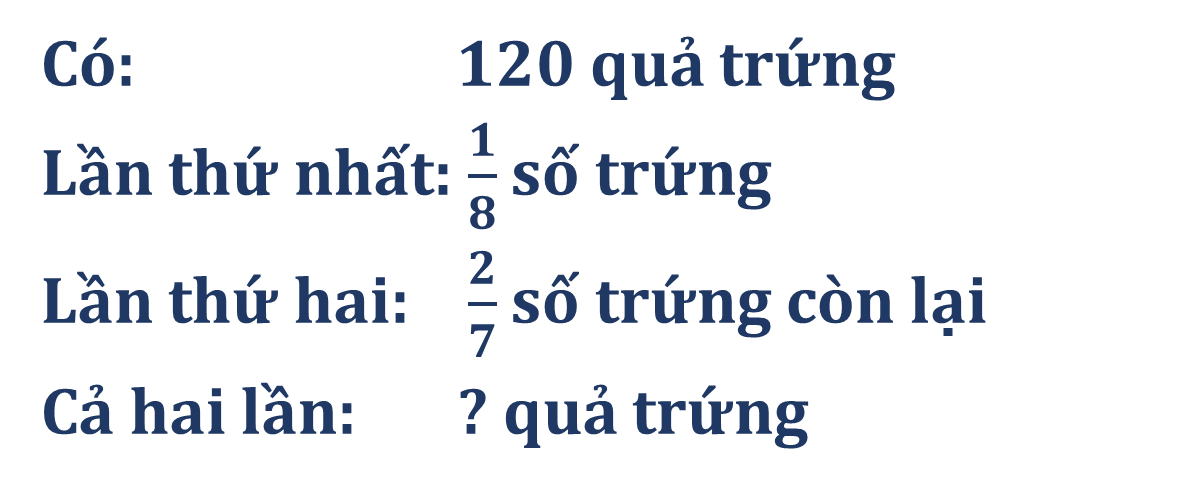 Có: 120 quả trứng
Lần thứ nhất: 1/8 số trứng
Lần thứ hai: 2/7 số trứng còn lại
Cả hai lần: ? quả trứng